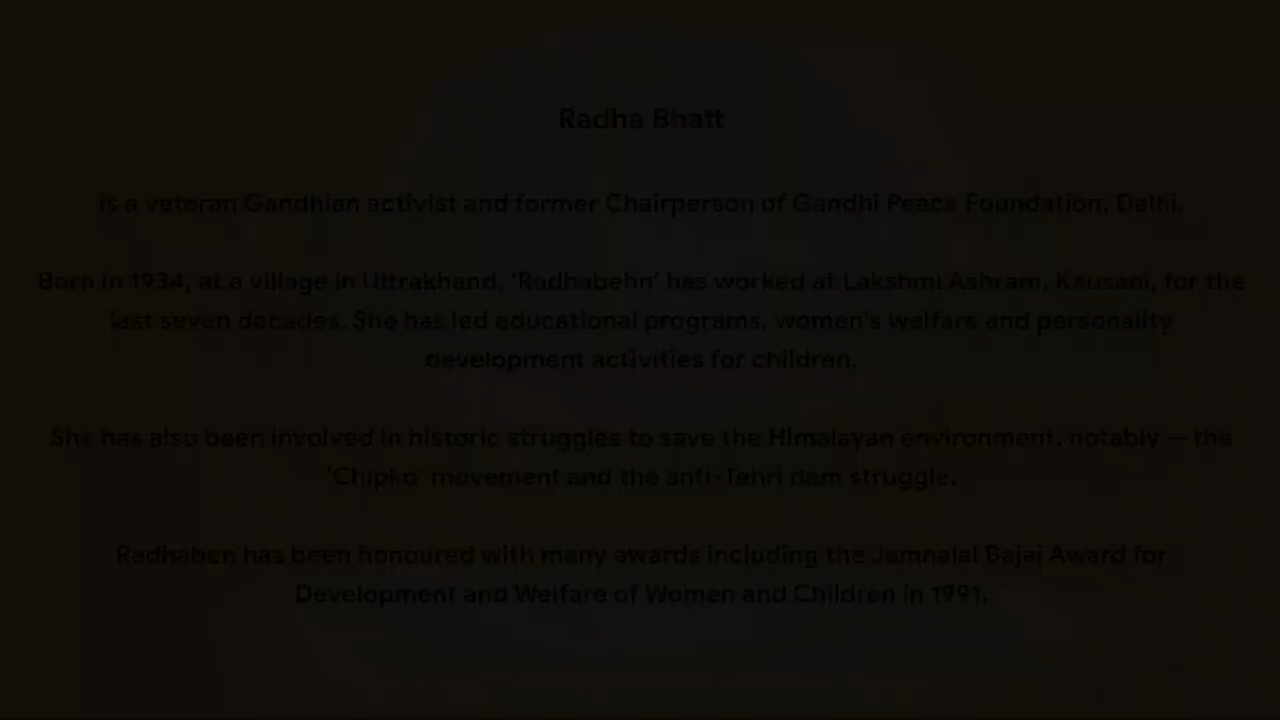 Radha Bhatt
is a veteran Gandhian activist and former Chairperson of Gandhi Peace Foundation, Delhi.
Born in 1934, at a village in Uttrakhand, 'Radhabehn' has worked at Lakshmi Ashram, Kausani, for the
last seven decades. She has led educational programs, women's welfare and personality
development activities for children.
She has also been involved in historic struggles to save the Himalayan environment, notably – the
'Chipko' movement and the anti-Tehri dam struggle.
Radhaben has been honoured with many awards including the Jamnalal Bajaj Award for
Development and Welfare of Women and Children in 1991.